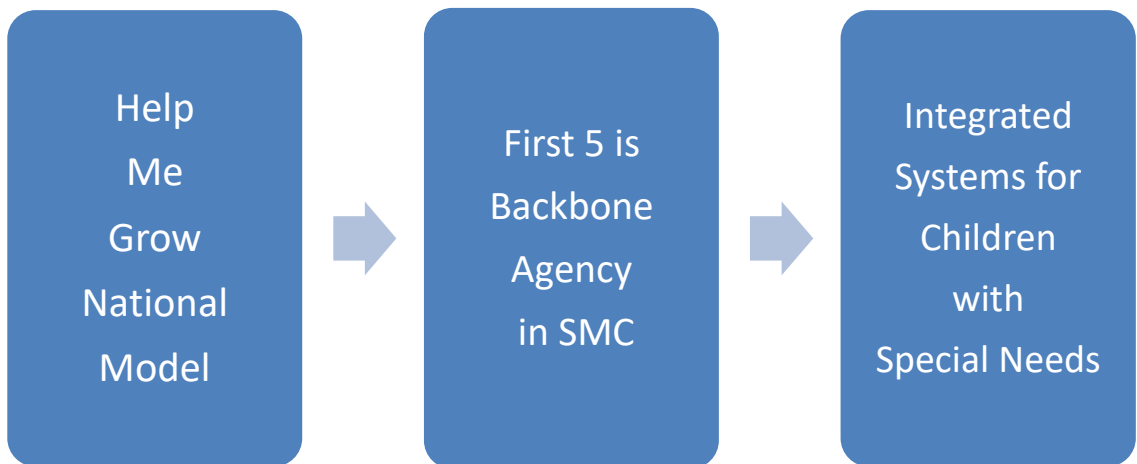 Help
Me
Grow
National
Model
First 5 is
Backbone
Agency
in SMC
Integrated
Systems for
Children
with
Special Needs